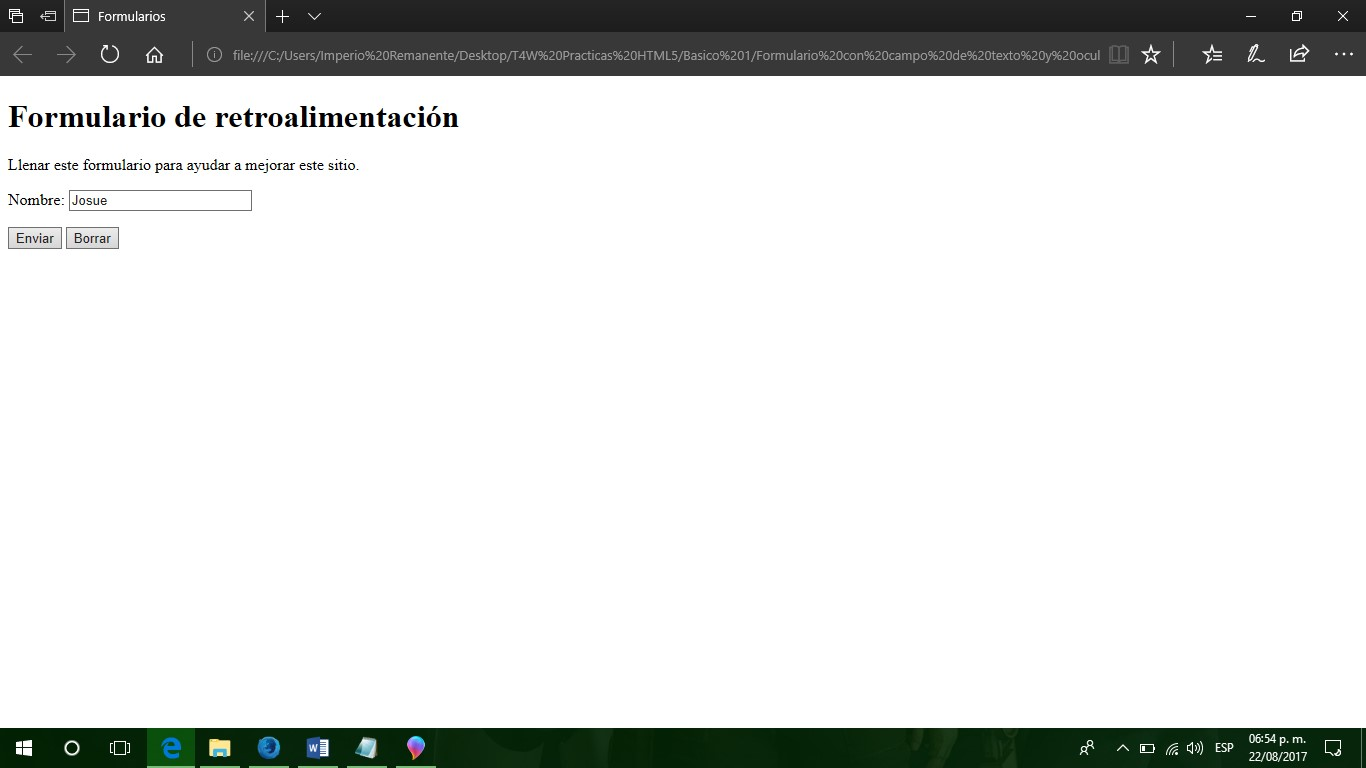 Formularios
file:///C:/Users/Imperio%20Remanente/Desktop/T4W%20Practicas%20HTML5/Basico%201/Formulario%20con%20campo%20de%20texto%20y%20ocul
Formulario de retroalimentación
Llenar este formulario para ayudar a mejorar este sitio.
Nombre: Josue
Enviar Borrar
ESP
06:54 p. m.
22/08/2017